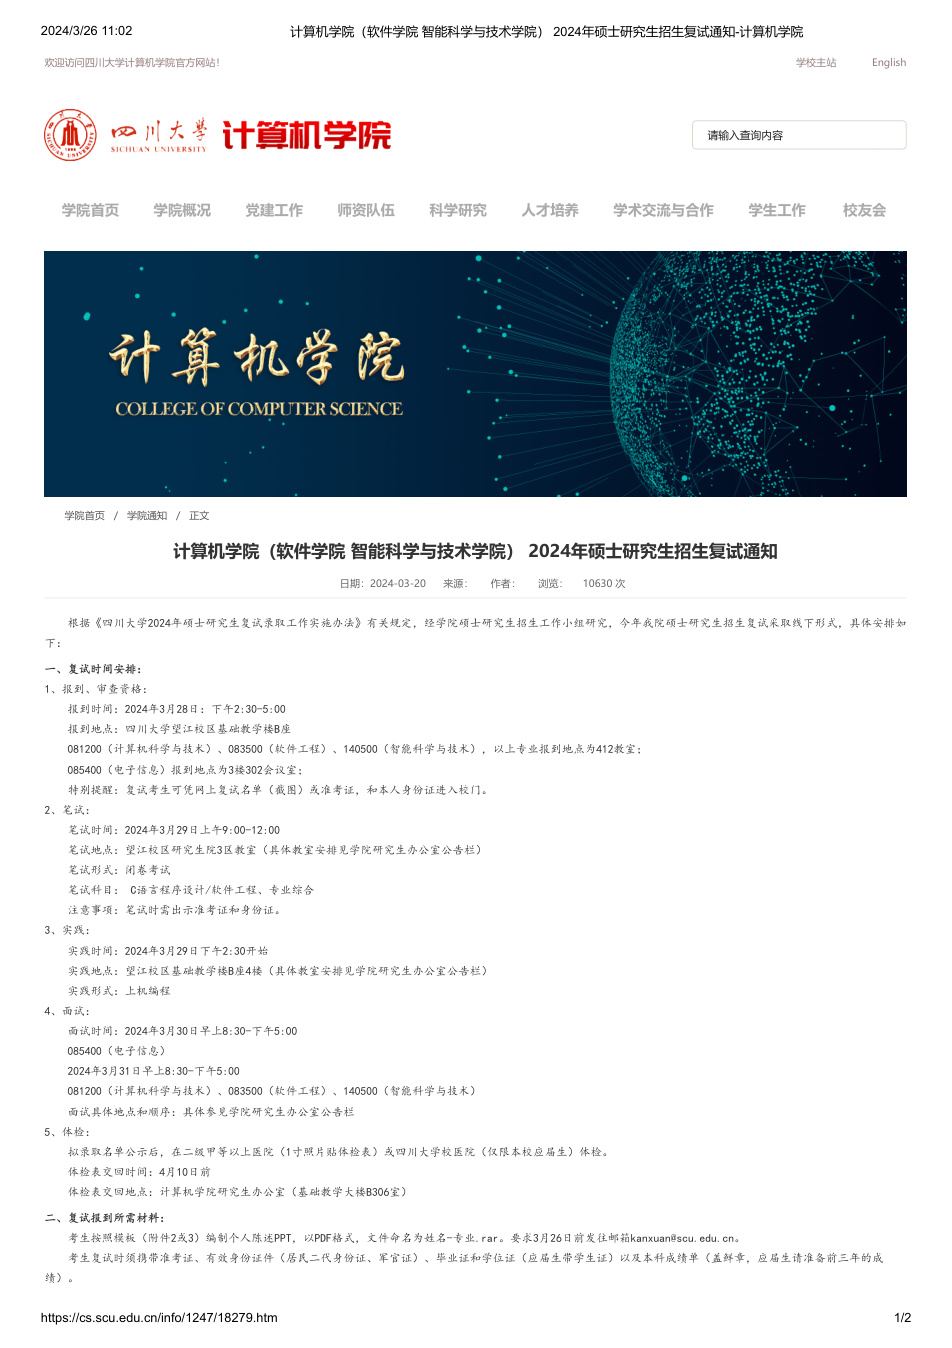 2024/3/26 11:02
计算机学院（软件学院 智能科学与技术学院） 2024年硕士研究生招生复试通知-计算机学院
欢迎访问四川大学计算机学院官方网站！
学校主站 English
四川大学 计算机学院
SICHUAN UNIVERSITY
请输入查询内容
学院首页 学院概况 党建工作 师资队伍 科学研究 人才培养 学术交流与合作 学生工作 校友会
计算机学院
COLLEGE OF COMPUTER SCIENCE
学院首页 / 学院通知 / 正文
计算机学院（软件学院 智能科学与技术学院） 2024年硕士研究生招生复试通知
日期：2024-03-20 来源： 作者： 浏览： 10630 次
根据《四川大学2024年硕士研究生复试录取工作实施办法》有关规定，经学院硕士研究生招生工作小组研究，今年我院硕士研究生招生复试采取线下形式，具体安排如
下：
一、复试时间安排：
1、报到、审查资格：
报到时间：2024年3月28日：下午2:30-5:00
报到地点：四川大学望江校区基础教学楼B座
081200（计算机科学与技术）、083500（软件工程）、140500（智能科学与技术），以上专业报到地点为412教室；
085400（电子信息）报到地点为3楼302会议室；
特别提醒：复试考生可凭网上复试名单（截图）或准考证，和本人身份证进入校门。
2、笔试：
笔试时间：2024年3月29日上午9:00-12:00
笔试地点：望江校区研究生院3区教室（具体教室安排见学院研究生办公室公告栏）
笔试形式：闭卷考试
笔试科目： C语言程序设计/软件工程、专业综合
注意事项：笔试时需出示准考证和身份证。
3、实践：
实践时间：2024年3月29日下午2:30开始
实践地点：望江校区基础教学楼B座4楼（具体教室安排见学院研究生办公室公告栏）
实践形式：上机编程
4、面试：
面试时间：2024年3月30日早上8:30-下午5:00
085400（电子信息）
2024年3月31日早上8:30-下午5:00
081200（计算机科学与技术）、083500（软件工程）、140500（智能科学与技术）
面试具体地点和顺序：具体参见学院研究生办公室公告栏
5、体检：
拟录取名单公示后，在二级甲等以上医院（1寸照片贴体检表）或四川大学校医院（仅限本校应届生）体检。
体检表交回时间：4月10日前
体检表交回地点：计算机学院研究生办公室（基础教学大楼B306室）
二、复试报到所需材料：
考生按照模板（附件2或3）编制个人陈述PPT，以PDF格式，文件命名为姓名-专业.rar。要求3月26日前发往邮箱kanxuan@scu.edu.cn。
考生复试时须携带准考证、有效身份证件（居民二代身份证、军官证）、毕业证和学位证（应届生带学生证）以及本科成绩单（盖鲜章，应届生请准备前三年的成
绩）。
https://cs.scu.edu.cn/info/1247/18279.htm
1/2